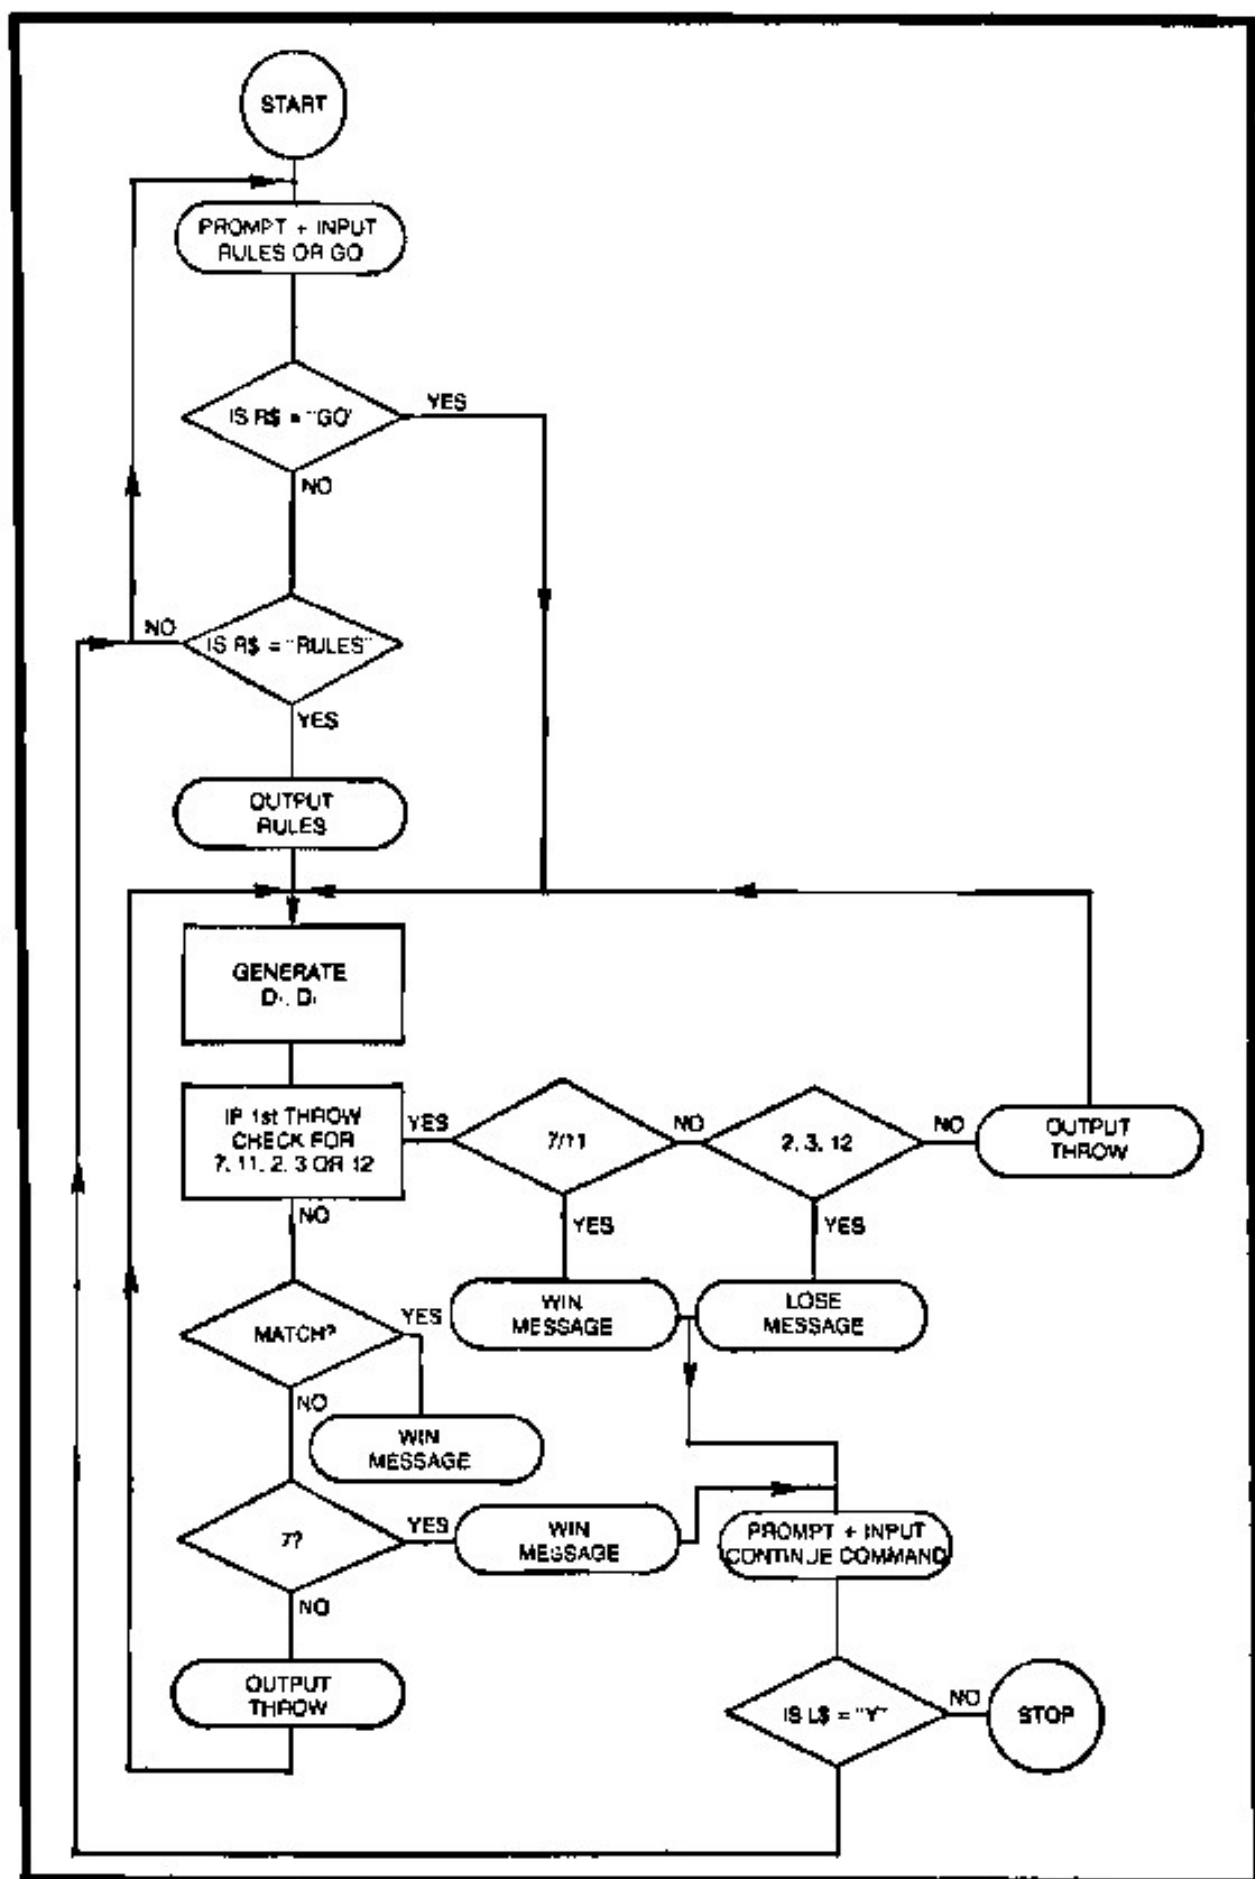 START
PROMPT + INPUT
RULES OR GO
IS R$ = "GO"
YES
NO
IS R$ = "RULES"
NO
YES
OUTPUT
RULES
GENERATE
IF 1st THROW
CHECK FOR
7, 11, 2, 3 OR 12
YES
7/11
NO
2, 3, 12
NO
OUTPUT
THROW
NO
YES
YES
WIN
MESSAGE
LOSE
MESSAGE
MATCH?
YES
NO
WIN
MESSAGE
7?
YES
WIN
MESSAGE
PROMPT + INPUT
CONTINUE COMMAND
NO
OUTPUT
THROW
IS L$ = "Y"
NO
STOP